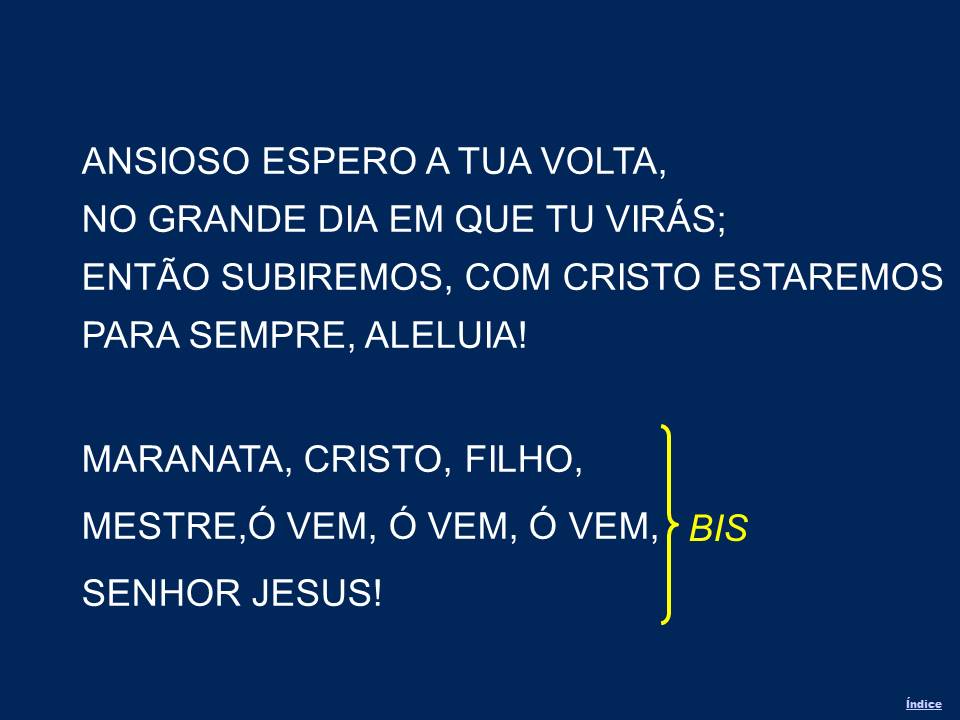 ANSIOSO ESPERO A TUA VOLTA,
NO GRANDE DIA EM QUE TU VIRÁS;
ENTÃO SUBIREMOS, COM CRISTO ESTAREMOS
PARA SEMPRE, ALELUIA!
MARANATA, CRISTO, FILHO,
MESTRE,Ó VEM, Ó VEM, Ó VEM,
BIS
SENHOR JESUS!
Índice